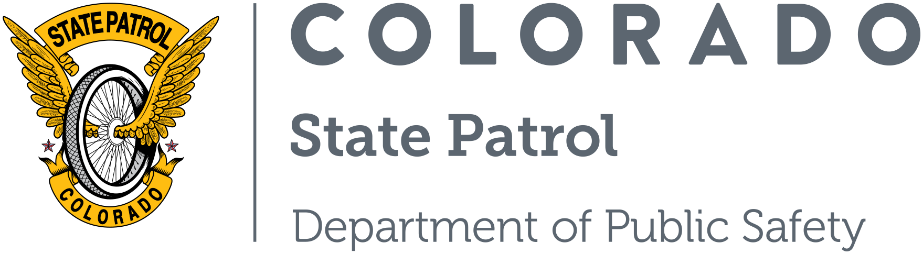 STATE PATROL
COLORADO
COLORADO
State Patrol
Department of Public Safety